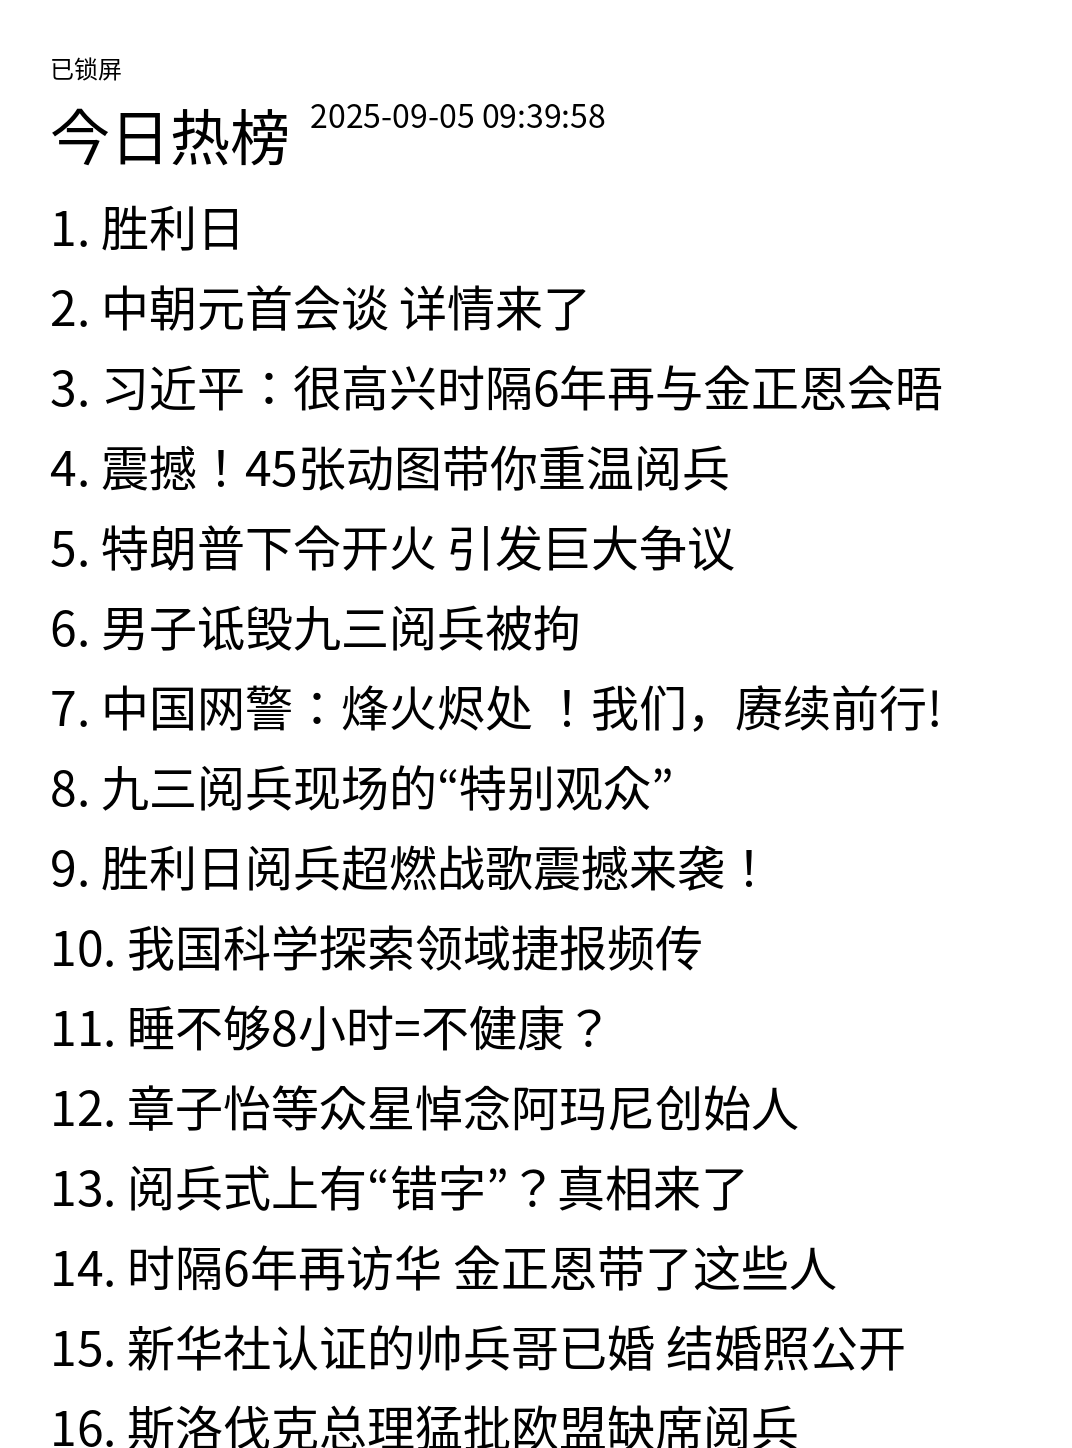 已锁屏
今日热榜 2025-09-05 09:39:58
1. 胜利日
2. 中朝元首会谈 详情来了
3. 习近平：很高兴时隔6年再与金正恩会晤
4. 震撼！45张动图带你重温阅兵
5. 特朗普下令开火 引发巨大争议
6. 男子诋毁九三阅兵被拘
7. 中国网警：烽火烬处 ！我们，赓续前行!
8. 九三阅兵现场的“特别观众”
9. 胜利日阅兵超燃战歌震撼来袭！
10. 我国科学探索领域捷报频传
11. 睡不够8小时=不健康？
12. 章子怡等众星悼念阿玛尼创始人
13. 阅兵式上有“错字”？真相来了
14. 时隔6年再访华 金正恩带了这些人
15. 新华社认证的帅兵哥已婚 结婚照公开
16. 斯洛伐克总理猛批欧盟缺席阅兵